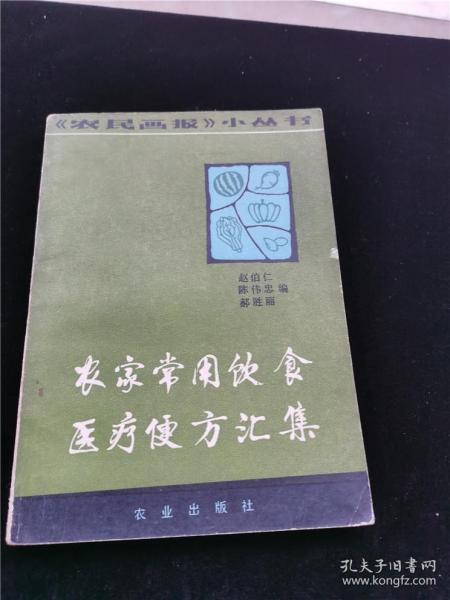 《农民画报》小丛书
赵伯仁
陈伟忠 编
郝胜丽
农家常用饮食
医疗便方汇集
农业出版社
孔夫子旧书网
www.kongfz.com